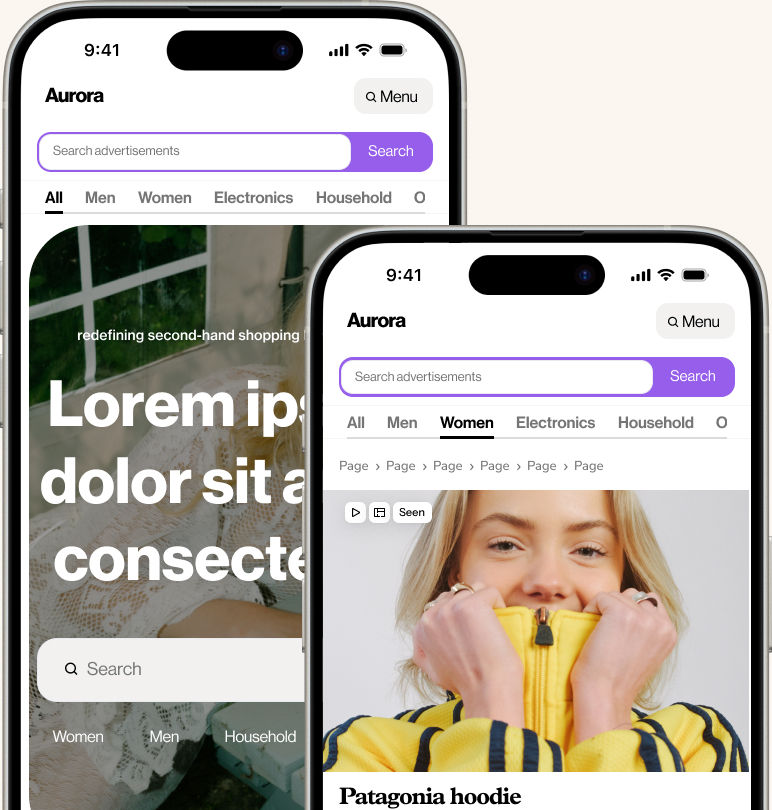 9:41
Aurora
Menu
Search advertisements
Search
All Men Women Electronics Household O
redefining second-hand shopping
Lorem ips
dolor sit a
consecte
Search
Women Men Household
9:41
Aurora
Menu
Search advertisements
Search
All Men Women Electronics Household O
Page › Page › Page › Page › Page › Page
Seen
Patagonia hoodie